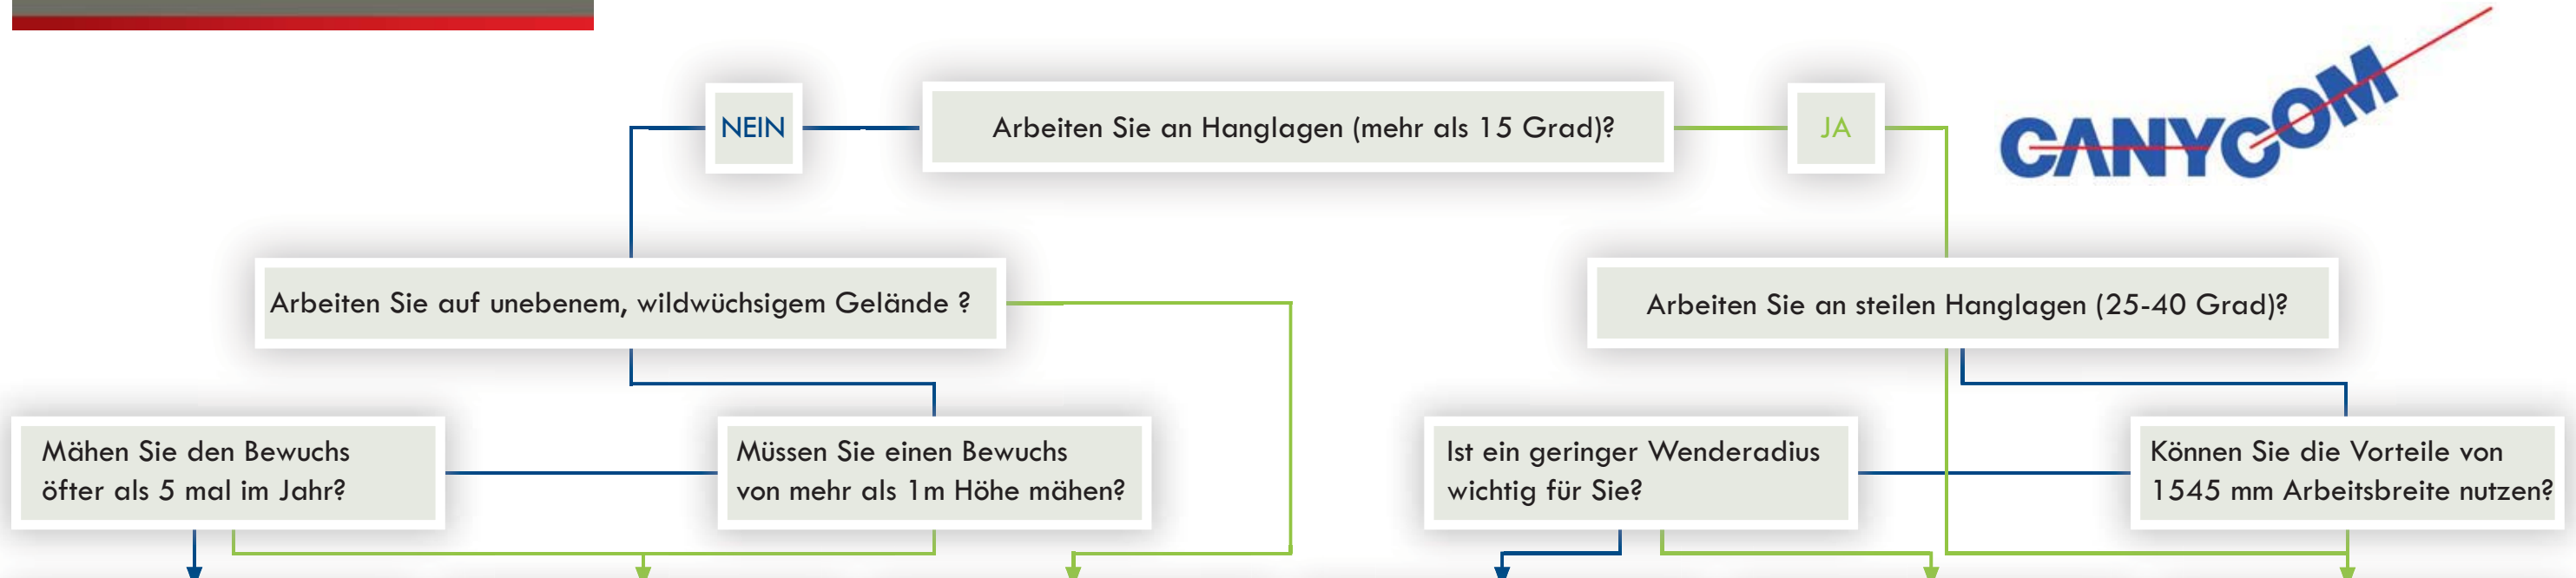 NEIN
Arbeiten Sie an Hanglagen (mehr als 15 Grad)?
JA
CANYCOM
Arbeiten Sie auf unebenem, wildwüchsigem Gelände ?
Arbeiten Sie an steilen Hanglagen (25-40 Grad)?
Mähen Sie den Bewuchs
öfter als 5 mal im Jahr?
Müssen Sie einen Bewuchs
von mehr als 1m Höhe mähen?
Ist ein geringer Wenderadius
wichtig für Sie?
Können Sie die Vorteile von
1545 mm Arbeitsbreite nutzen?